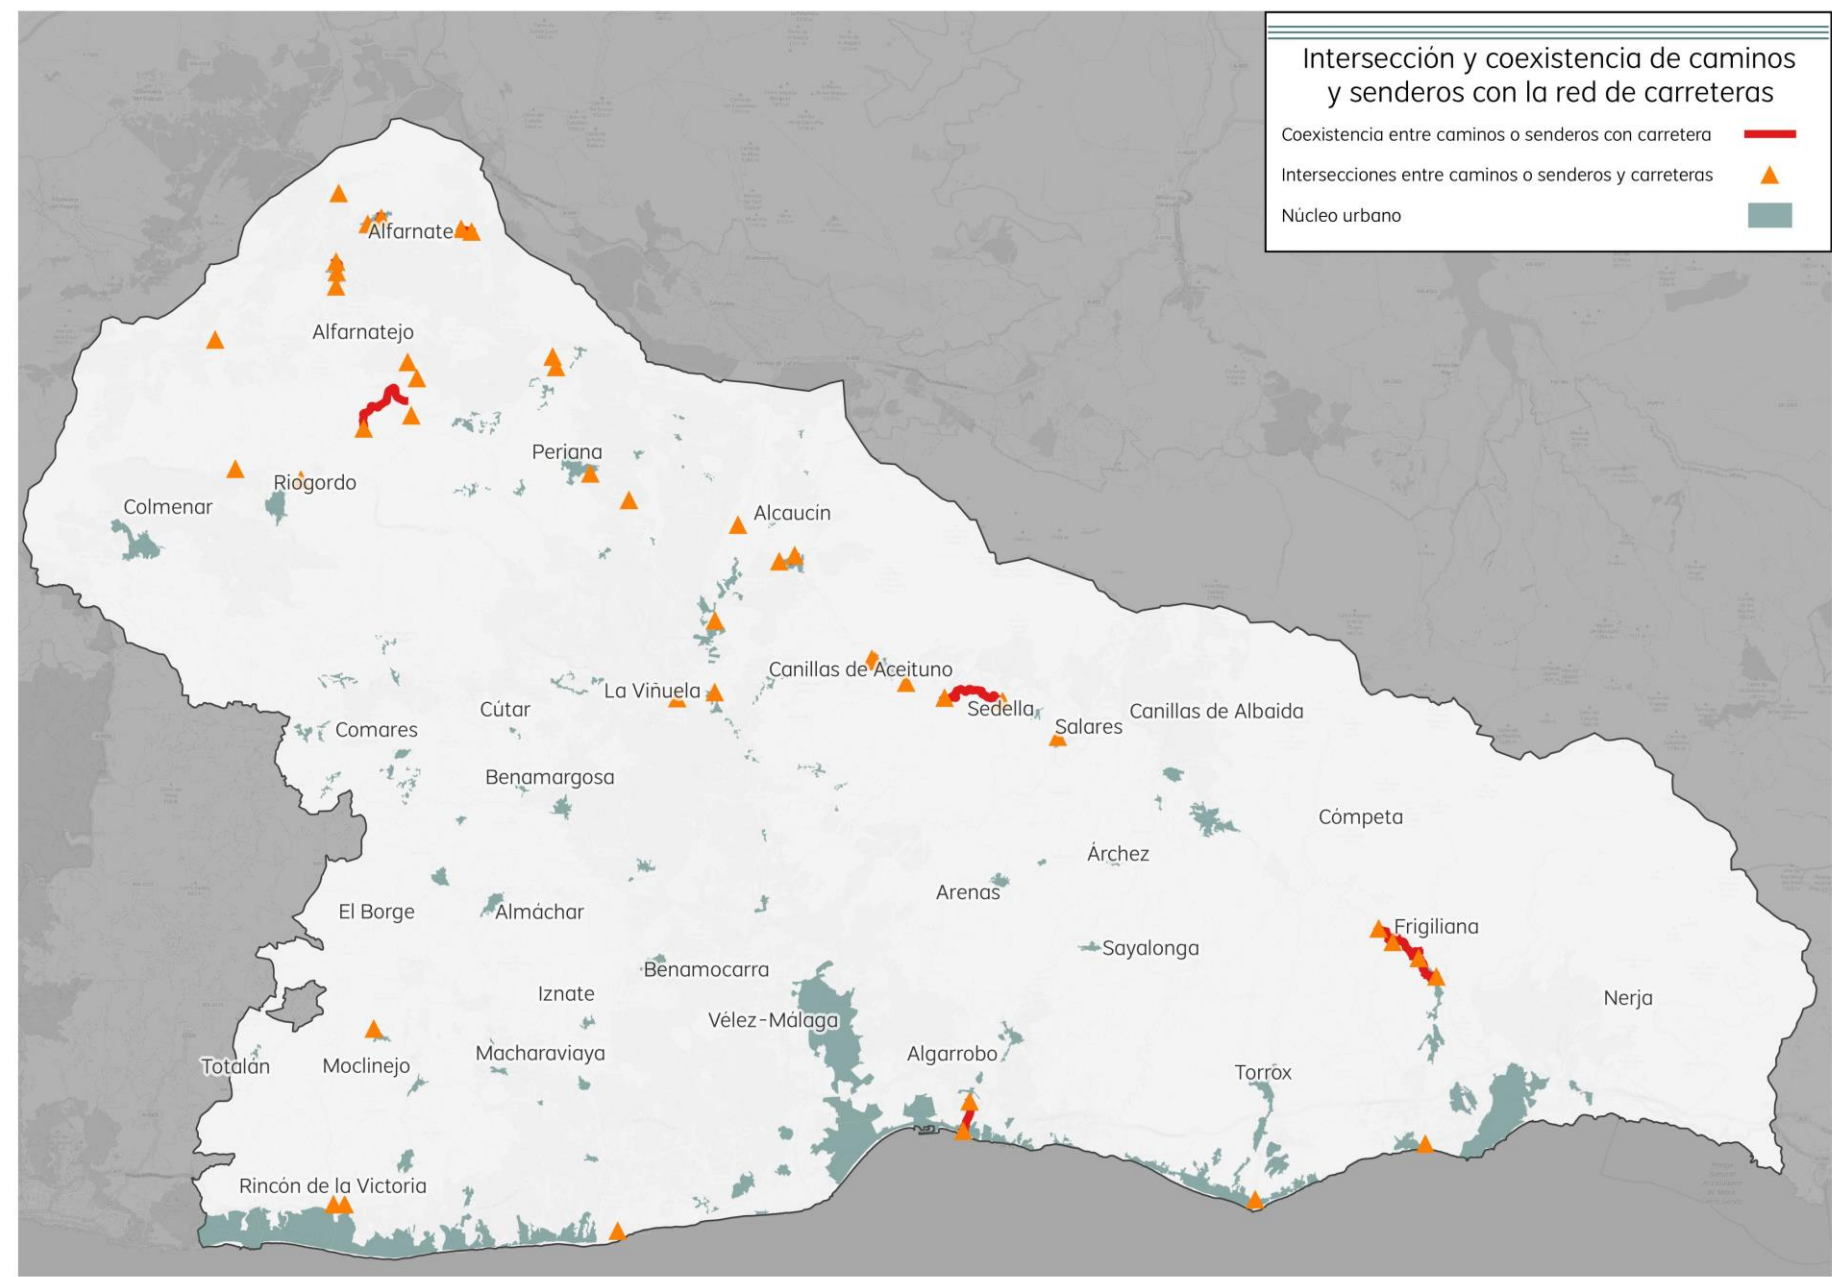 Intersección y coexistencia de caminos
y senderos con la red de carreteras
Coexistencia entre caminos o senderos con carretera
Intersecciones entre caminos o senderos y carreteras
Núcleo urbano
Alfarnate
Alfarnatejo
Periana
Riogordo
Colmenar
Alcaucín
Canillas de Aceituno
La Viñuela
Cútar
Sedella
Canillas de Albaida
Salares
Comares
Benamargosa
Cómpeta
Árchez
Arenas
El Borge
Almáchar
Frigiliana
Sayalonga
Benamocarra
Iznate
Nerja
Vélez-Málaga
Macharaviaya
Algarrobo
Totalán
Moclinejo
Torrox
Rincón de la Victoria